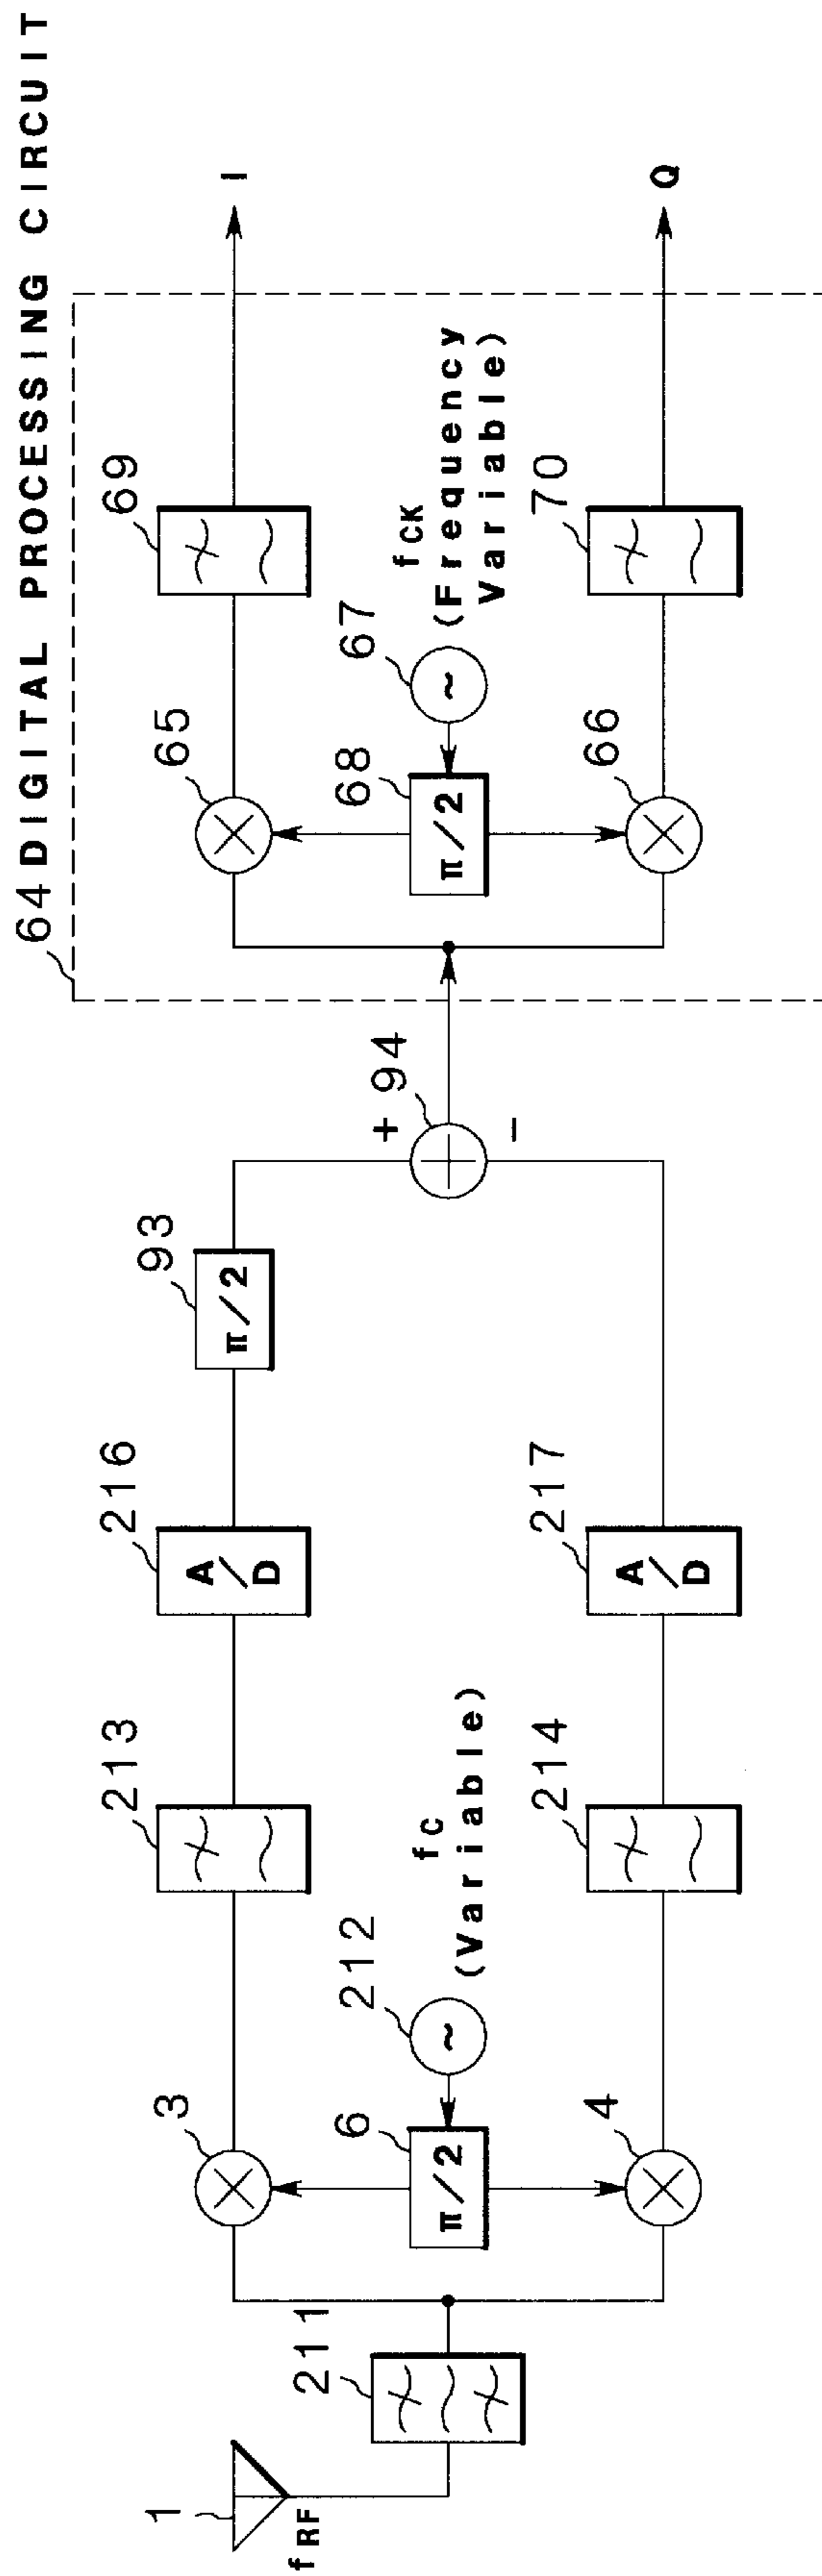 64 DIGITAL PROCESSING CIRCUIT
1
fRF
211
3
6
π/2
212
fC
(Variable)
4
213
214
216
A/D
217
A/D
93
π/2
+
94
−
65
68
π/2
67
fCK
(Frequency
Variable)
66
69
70
I
Q